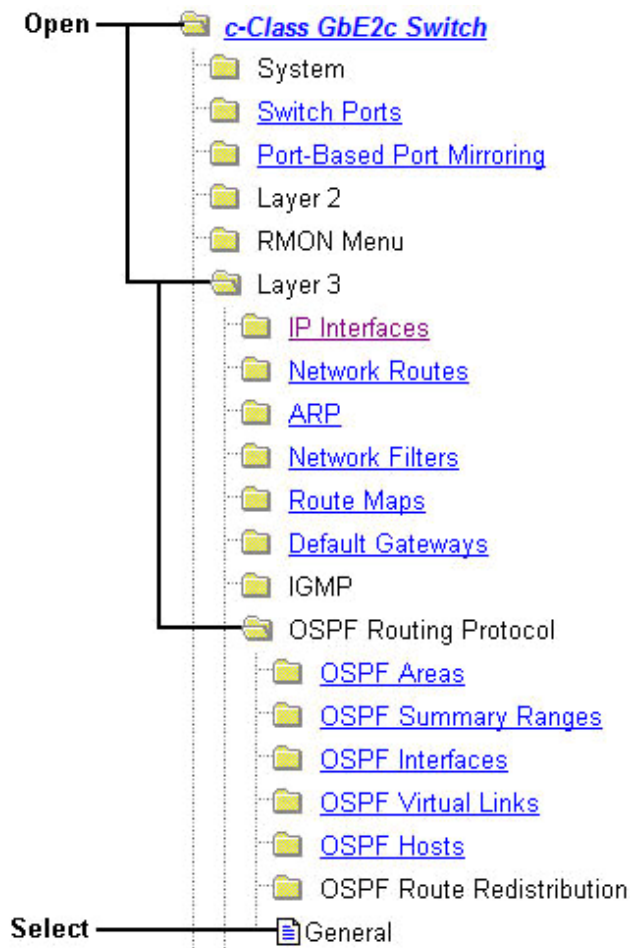 Open c-Class GbE2c Switch
System
Switch Ports
Port-Based Port Mirroring
Layer 2
RMON Menu
Layer 3
IP Interfaces
Network Routes
ARP
Network Filters
Route Maps
Default Gateways
IGMP
OSPF Routing Protocol
OSPF Areas
OSPF Summary Ranges
OSPF Interfaces
OSPF Virtual Links
OSPF Hosts
OSPF Route Redistribution
Select General